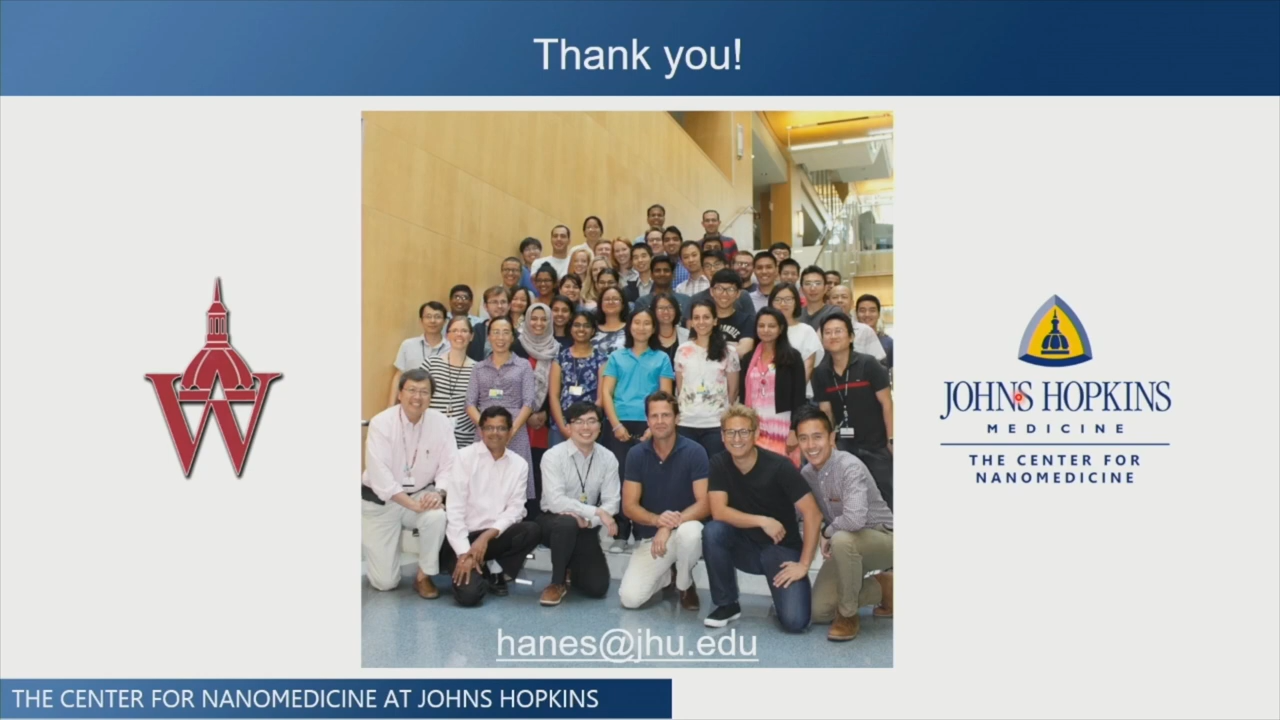 Thank you!
W
JOHNS HOPKINS
MEDICINE
THE CENTER FOR
NANOMEDICINE
hanes@jhu.edu
THE CENTER FOR NANOMEDICINE AT JOHNS HOPKINS